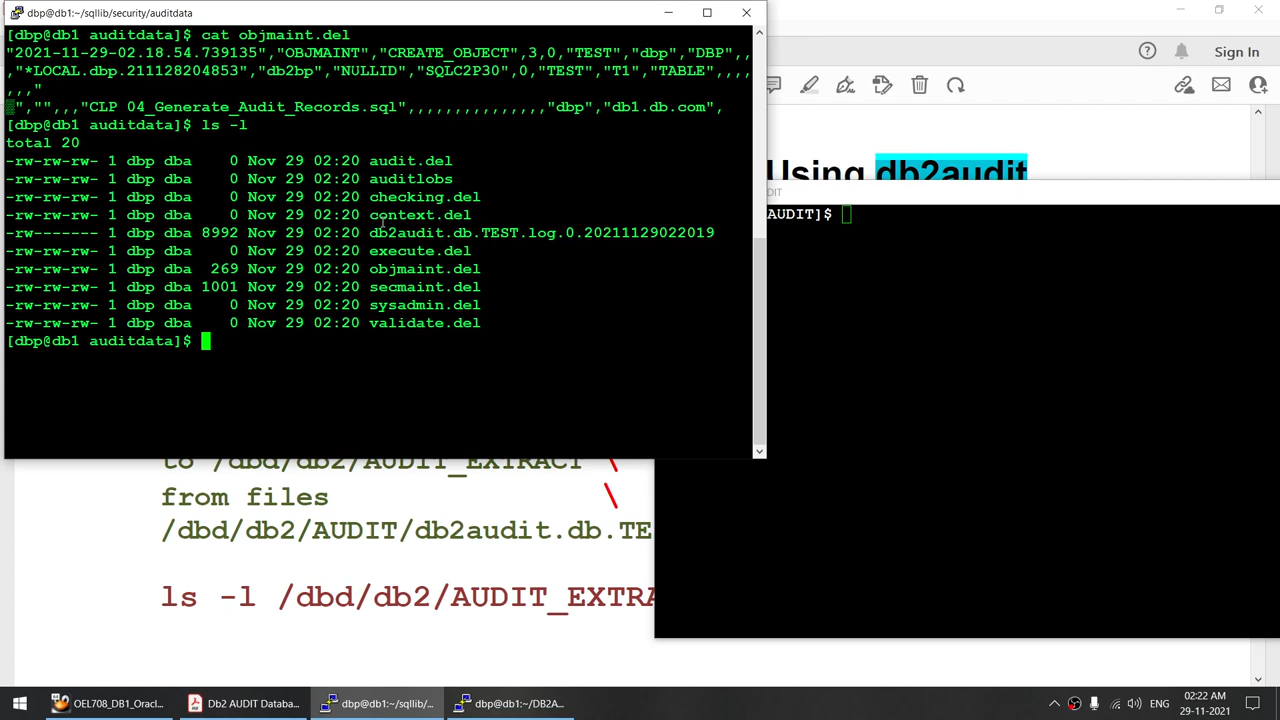 dbp@db1:~/sqllib/security/auditdata
[dbp@db1 auditdata]$ cat objmaint.del
"2021-11-29-02.18.54.739135","OBJMAINT","CREATE_OBJECT",3,0,"TEST","dbp","DBP",,
,"*LOCAL.dbp.211128204853","db2bp","NULLID","SQLC2P30",0,"TEST","T1","TABLE",,,,
,,,"
","",,,"CLP 04_Generate_Audit_Records.sql",,,,,,,,,,,,,,,"dbp","db1.db.com",
[dbp@db1 auditdata]$ ls -l
total 20
-rw-rw-rw- 1 dbp dba    0 Nov 29 02:20 audit.del
-rw-rw-rw- 1 dbp dba    0 Nov 29 02:20 auditlobs
-rw-rw-rw- 1 dbp dba    0 Nov 29 02:20 checking.del
-rw-rw-rw- 1 dbp dba    0 Nov 29 02:20 context.del
-rw------- 1 dbp dba 8992 Nov 29 02:20 db2audit.db.TEST.log.0.20211129022019
-rw-rw-rw- 1 dbp dba    0 Nov 29 02:20 execute.del
-rw-rw-rw- 1 dbp dba  269 Nov 29 02:20 objmaint.del
-rw-rw-rw- 1 dbp dba 1001 Nov 29 02:20 secmaint.del
-rw-rw-rw- 1 dbp dba    0 Nov 29 02:20 sysadmin.del
-rw-rw-rw- 1 dbp dba    0 Nov 29 02:20 validate.del
[dbp@db1 auditdata]$
Sign In
Using db2audit
DIT
AUDIT]$
to /dbd/db2/AUDIT_EXTRACT \
from files \
/dbd/db2/AUDIT/db2audit.db.TE
ls -l /dbd/db2/AUDIT_EXTRA
OEL708_DB1_Oracl...
Db2 AUDIT Databa...
dbp@db1:~/sqllib/...
dbp@db1:~/DB2A...
ENG
02:22 AM
29-11-2021